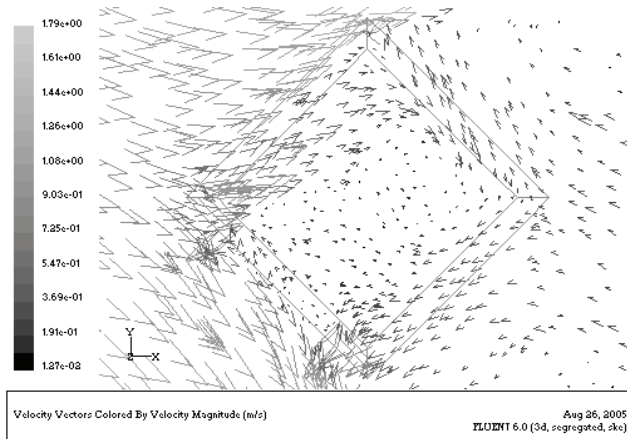 1.79e+00
1.61e+00
1.44e+00
1.26e+00
1.08e+00
9.03e-01
7.25e-01
5.47e-01
3.69e-01
1.91e-01
1.27e-02
Y
Z X
Velocity Vectors Colored By Velocity Magnitude (m/s)
Aug 26, 2005
FLUENT 6.0 (3d, segregated, ske)